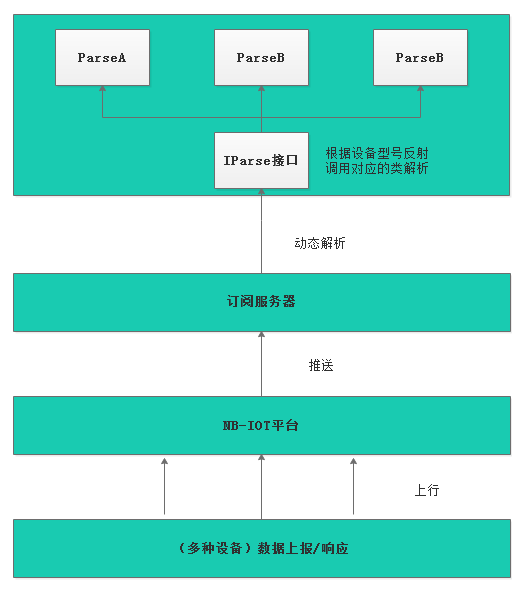 ParseA
ParseB
ParseB
IParse接口
根据设备型号反射
调用对应的类解析
动态解析
订阅服务器
推送
NB-IOT平台
上行
（多种设备）数据上报/响应